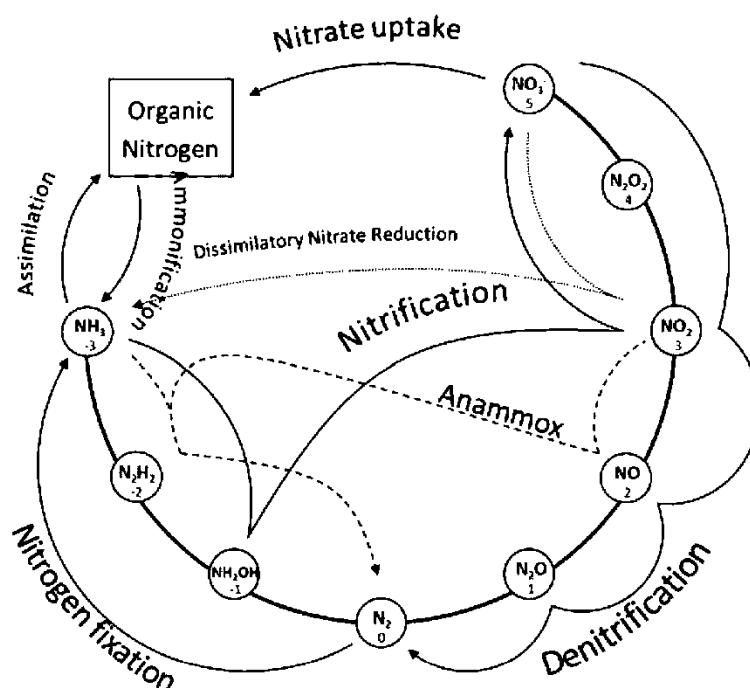 Nitrate uptake
NO₃⁻
5
Organic
Nitrogen
N₂O₂
4
Assimilation
mmonification
Dissimilatory Nitrate Reduction
Nitrification
NH₃
-3
NO₂
3
Anammox
N₂H₂
-2
NO
2
NH₂OH
-1
N₂O
1
N₂
0
Nitrogen fixation
Denitrification